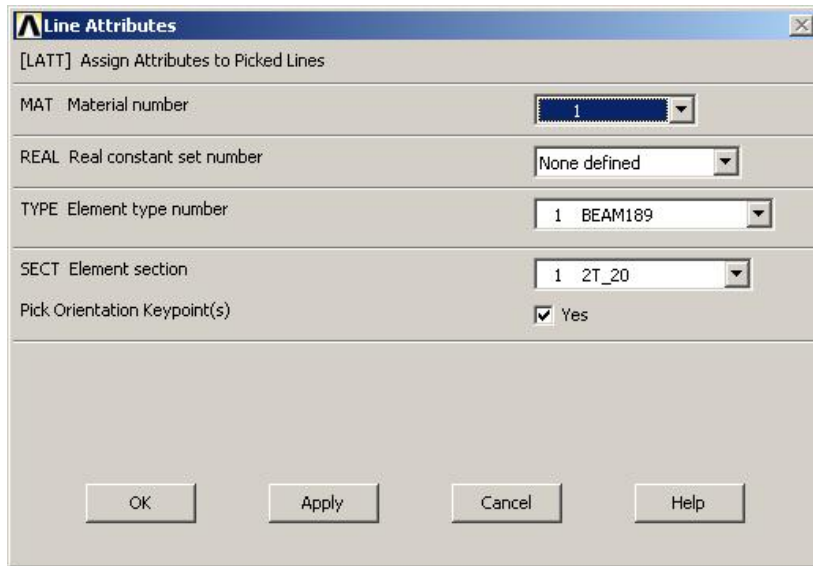 Line Attributes
[LATT] Assign Attributes to Picked Lines
MAT Material number 1
REAL Real constant set number None defined
TYPE Element type number 1 BEAM189
SECT Element section 1 2T_20
Pick Orientation Keypoint(s) Yes
OK Apply Cancel Help